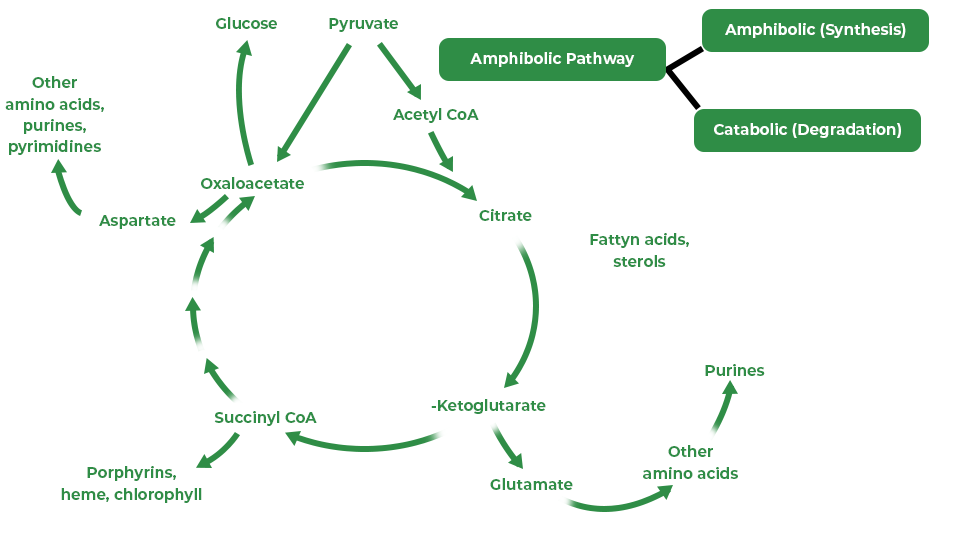 Glucose
Pyruvate
Amphibolic Pathway
Amphibolic (Synthesis)
Catabolic (Degradation)
Other
amino acids,
purines,
pyrimidines
Acetyl CoA
Oxaloacetate
Aspartate
Citrate
Fattyn acids,
sterols
-Ketoglutarate
Purines
Succinyl CoA
Other
amino acids
Porphyrins,
heme, chlorophyll
Glutamate